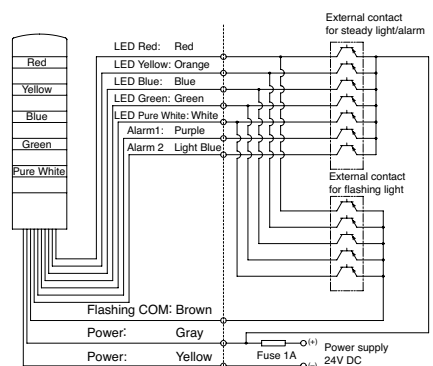 External contact
for steady light/alarm
LED Red: Red
LED Yellow: Orange
LED Blue: Blue
LED Green: Green
LED Pure White: White
Alarm1: Purple
Alarm 2 Light Blue
Red
Yellow
Blue
Green
Pure White
External contact
for flashing light
Flashing COM: Brown
Power: Gray
Power: Yellow
Fuse 1A
(+)
(−)
Power supply
24V DC